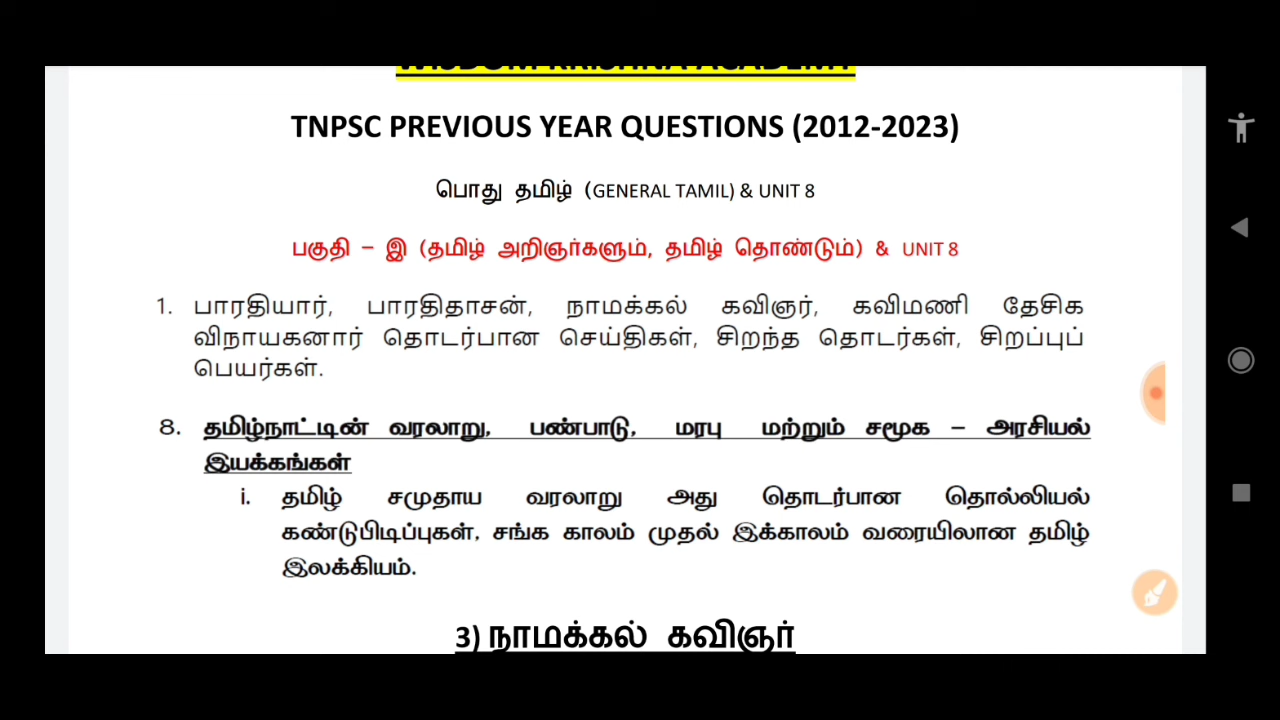 WISDOM KRISHNA ACADEMY
TNPSC PREVIOUS YEAR QUESTIONS (2012-2023)
பொது தமிழ் (GENERAL TAMIL) & UNIT 8
பகுதி – இ (தமிழ் அறிஞர்களும், தமிழ் தொண்டும்) & UNIT 8
1. பாரதியார், பாரதிதாசன், நாமக்கல் கவிஞர், கவிமணி தேசிக
விநாயகனார் தொடர்பான செய்திகள், சிறந்த தொடர்கள், சிறப்புப்
பெயர்கள்.
8. தமிழ்நாட்டின் வரலாறு, பண்பாடு, மரபு மற்றும் சமூக – அரசியல்
இயக்கங்கள்
i. தமிழ் சமுதாய வரலாறு அது தொடர்பான தொல்லியல்
கண்டுபிடிப்புகள், சங்க காலம் முதல் இக்காலம் வரையிலான தமிழ்
இலக்கியம்.
3) நாமக்கல் கவிஞர்